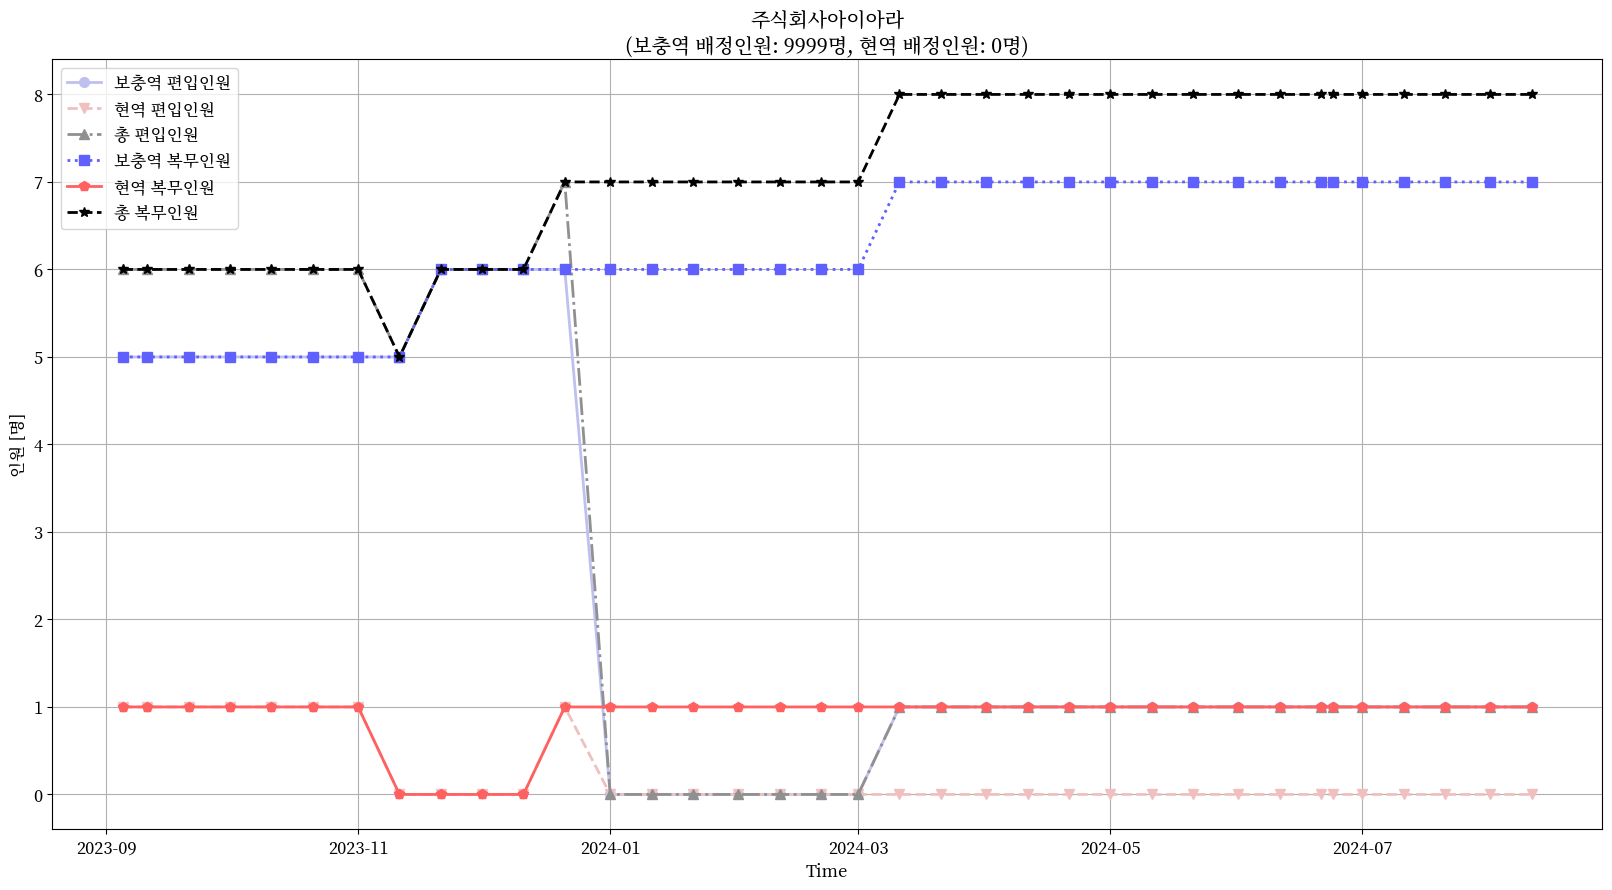 주식회사아이아라
(보충역 배정인원: 9999명, 현역 배정인원: 0명)
보충역 편입인원
현역 편입인원
총 편입인원
보충역 복무인원
현역 복무인원
총 복무인원
인원 [명]
8
7
6
5
4
3
2
1
0
2023-09
2023-11
2024-01
2024-03
2024-05
2024-07
Time